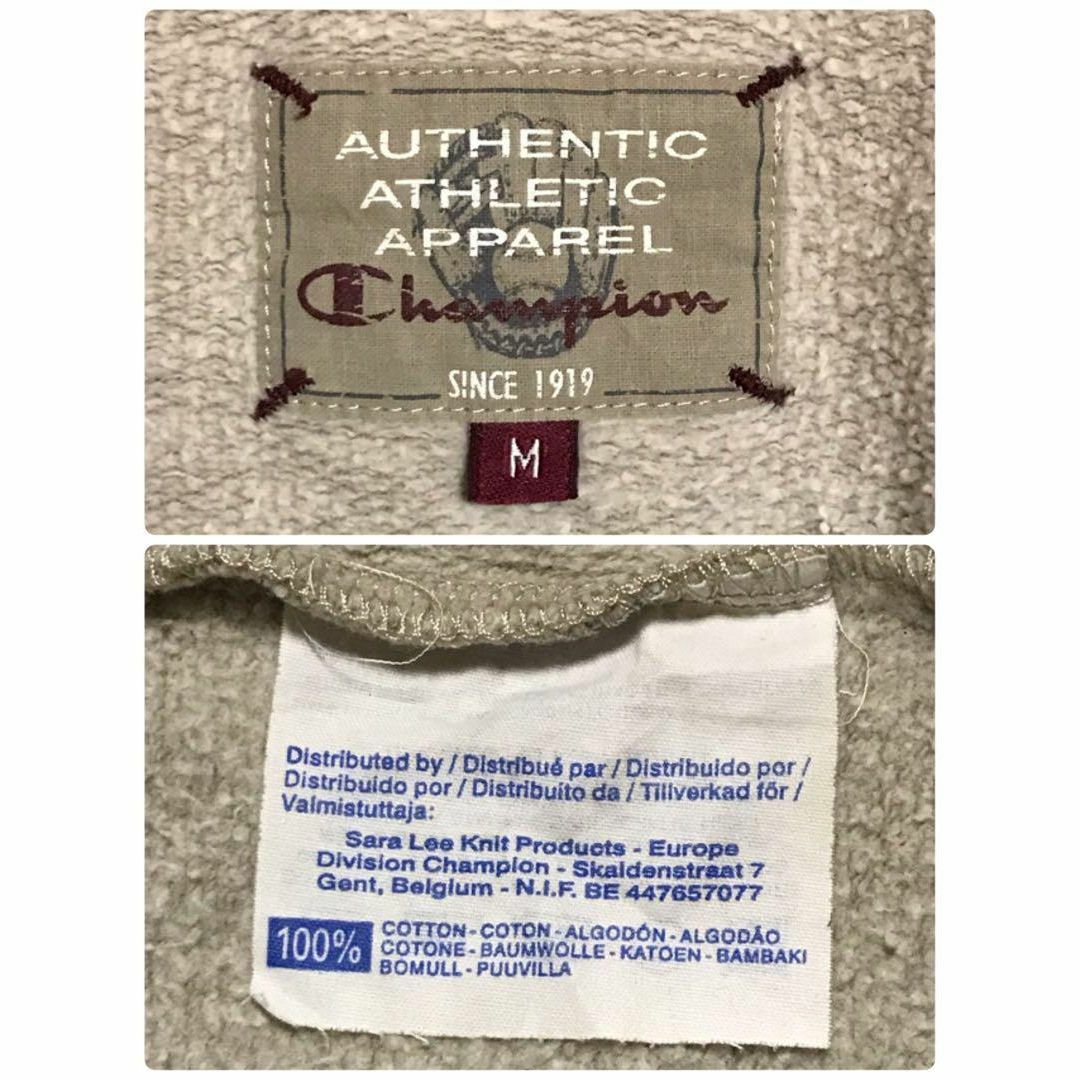 AUTHENTIC
ATHLETIC
APPAREL
Champion
SINCE 1919
M
Distributed by / Distribué par / Distribuido por /
Distribuido por / Distribuíto da / Tillverkad för /
Valmistuttaja:
Sara Lee Knit Products - Europe
Division Champion - Skaldenstraat 7
Gent, Belgium - N.I.F. BE 447657077
100% COTTON - COTON - ALGODÓN - ALGODÃO
COTONE - BAUMWOLLE - KATOEN - BAMBAKI
BOMULL - PUUVILLA